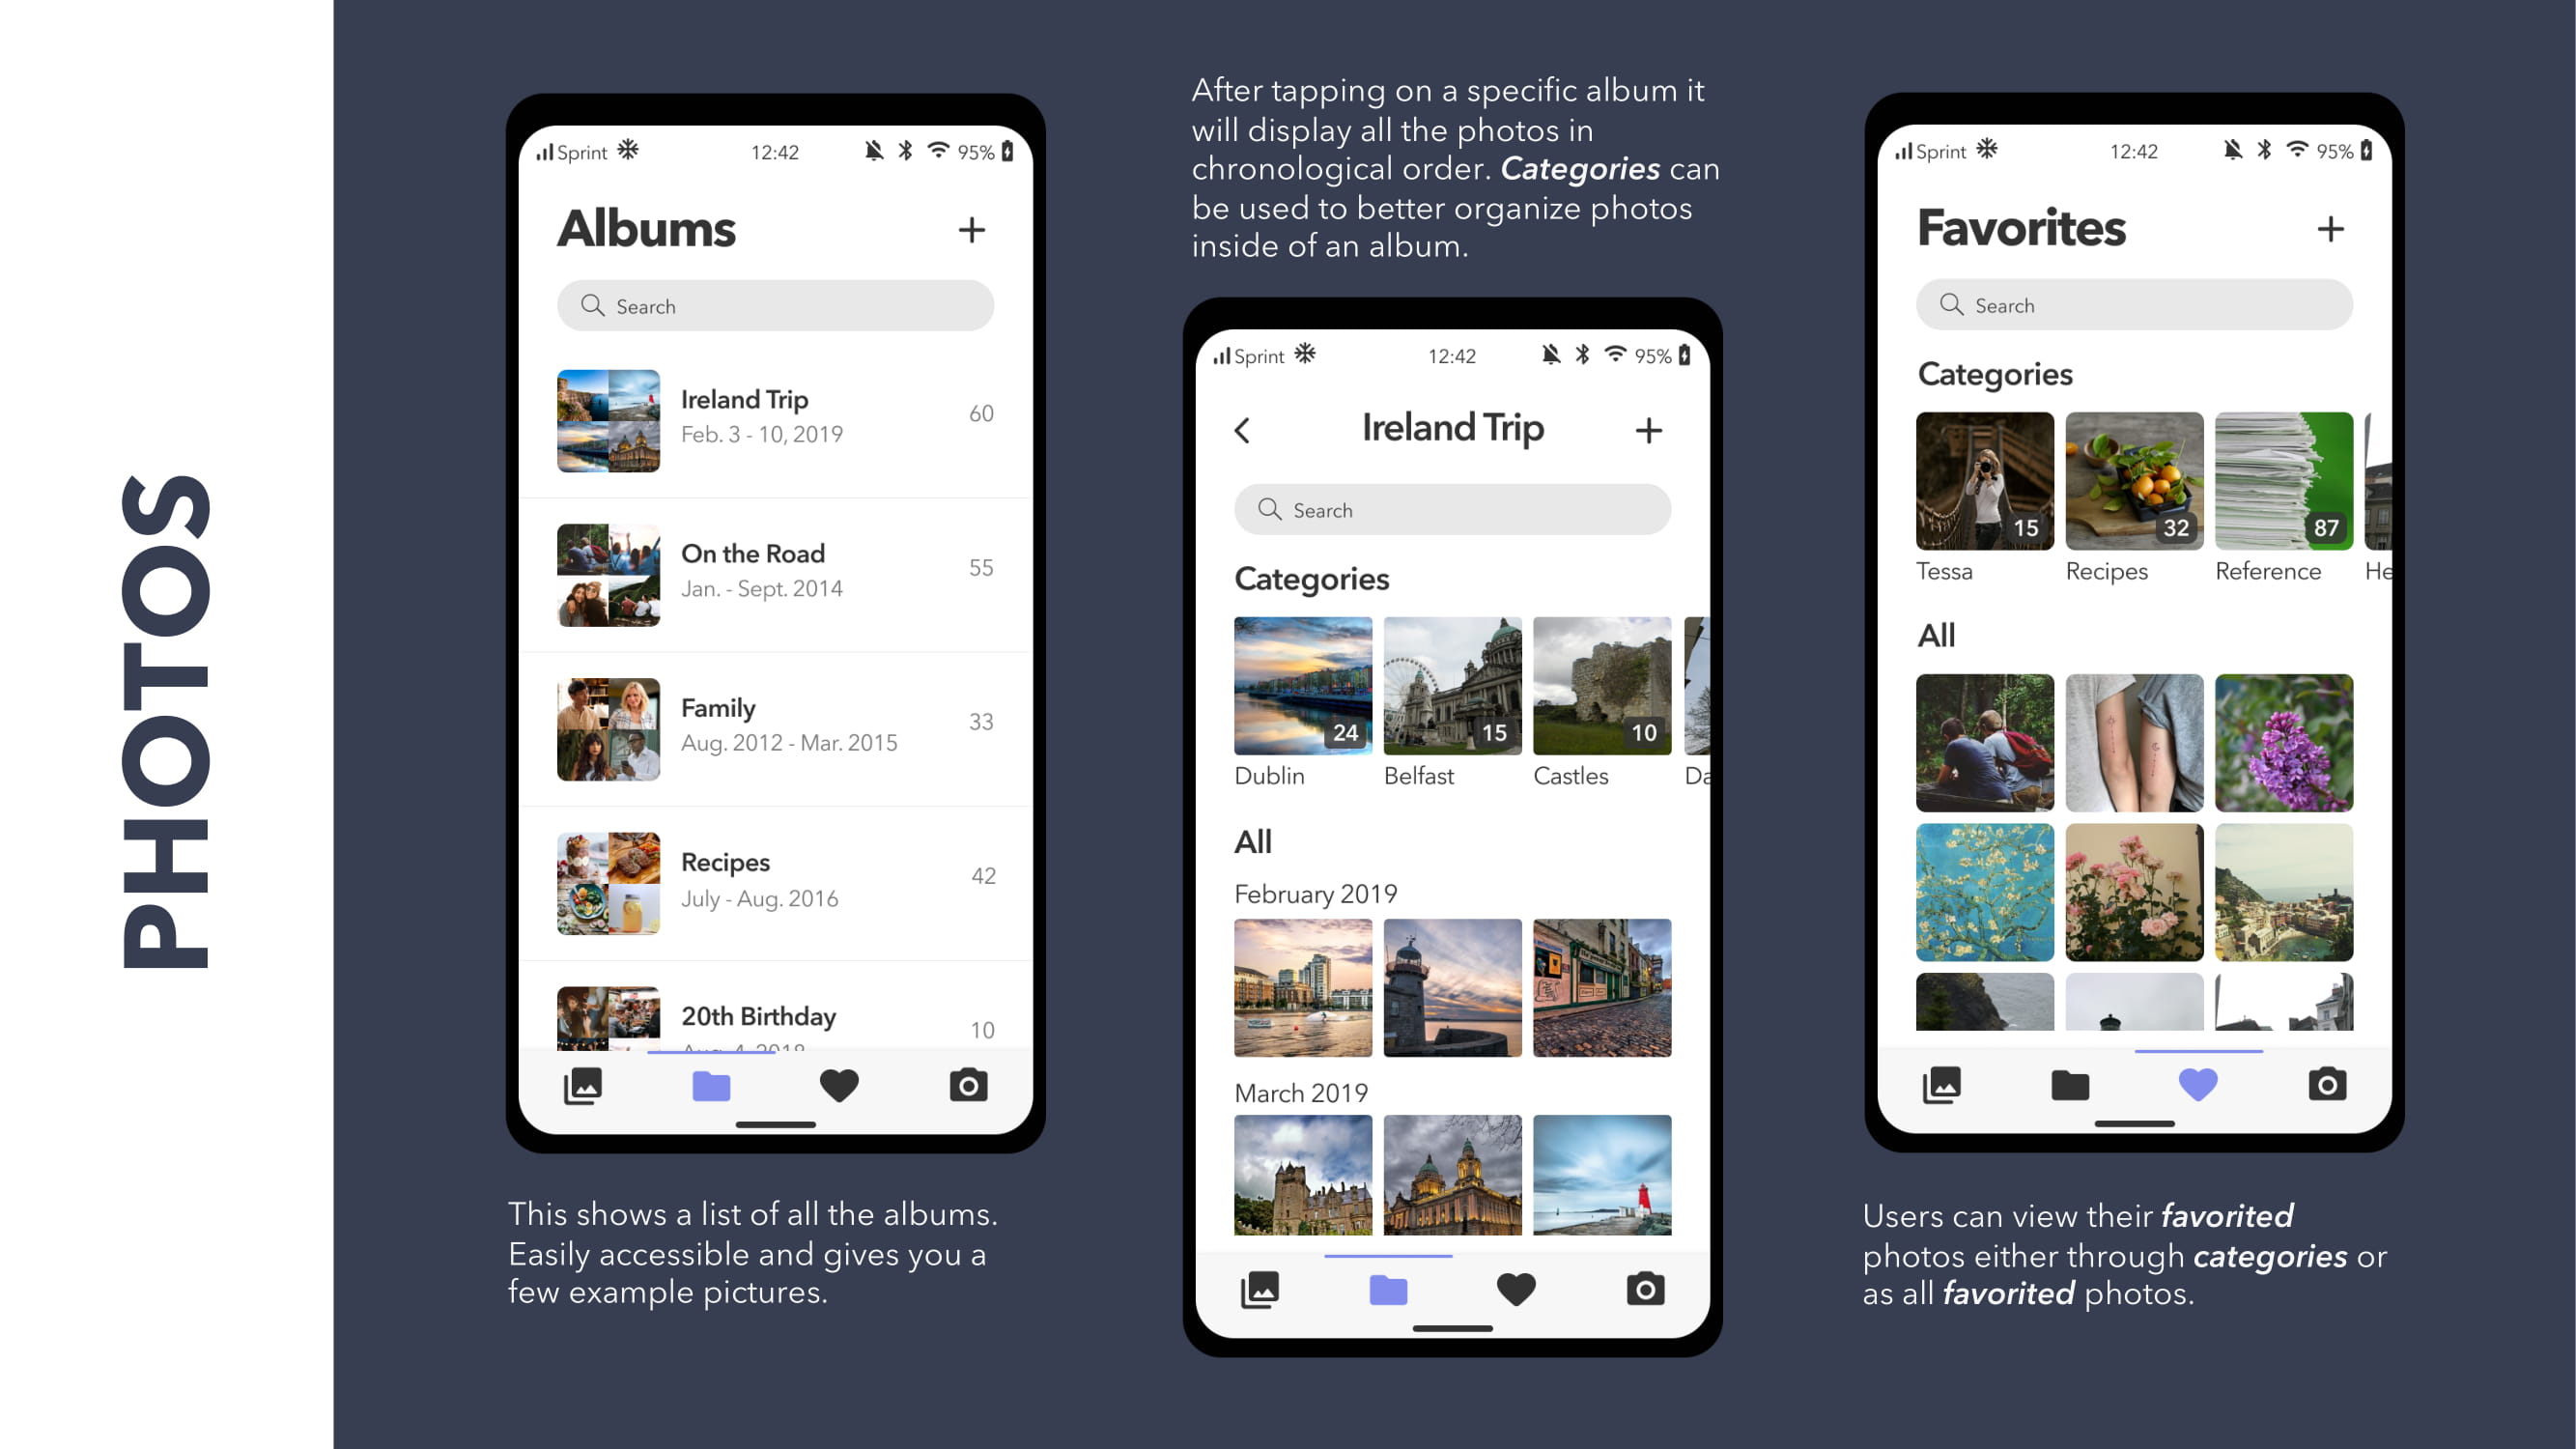 PHOTOS
Sprint 12:42 95%
Albums
Search
Ireland Trip
Feb. 3 - 10, 2019
60
On the Road
Jan. - Sept. 2014
55
Family
Aug. 2012 - Mar. 2015
33
Recipes
July - Aug. 2016
42
20th Birthday
10
This shows a list of all the albums.
Easily accessible and gives you a
few example pictures.
After tapping on a specific album it
will display all the photos in
chronological order. Categories can
be used to better organize photos
inside of an album.
Sprint 12:42 95%
Ireland Trip
Search
Categories
24 15 10
Dublin Belfast Castles Da
All
February 2019
March 2019
Sprint 12:42 95%
Favorites
Search
Categories
15 32 87
Tessa Recipes Reference He
All
Users can view their favorited
photos either through categories or
as all favorited photos.